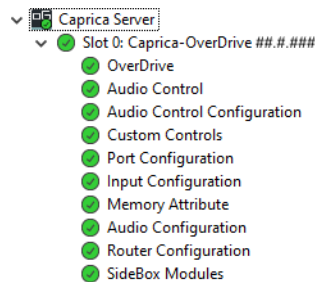 Caprica Server
Slot 0: Caprica-OverDrive ##.#.###
OverDrive
Audio Control
Audio Control Configuration
Custom Controls
Port Configuration
Input Configuration
Memory Attribute
Audio Configuration
Router Configuration
SideBox Modules